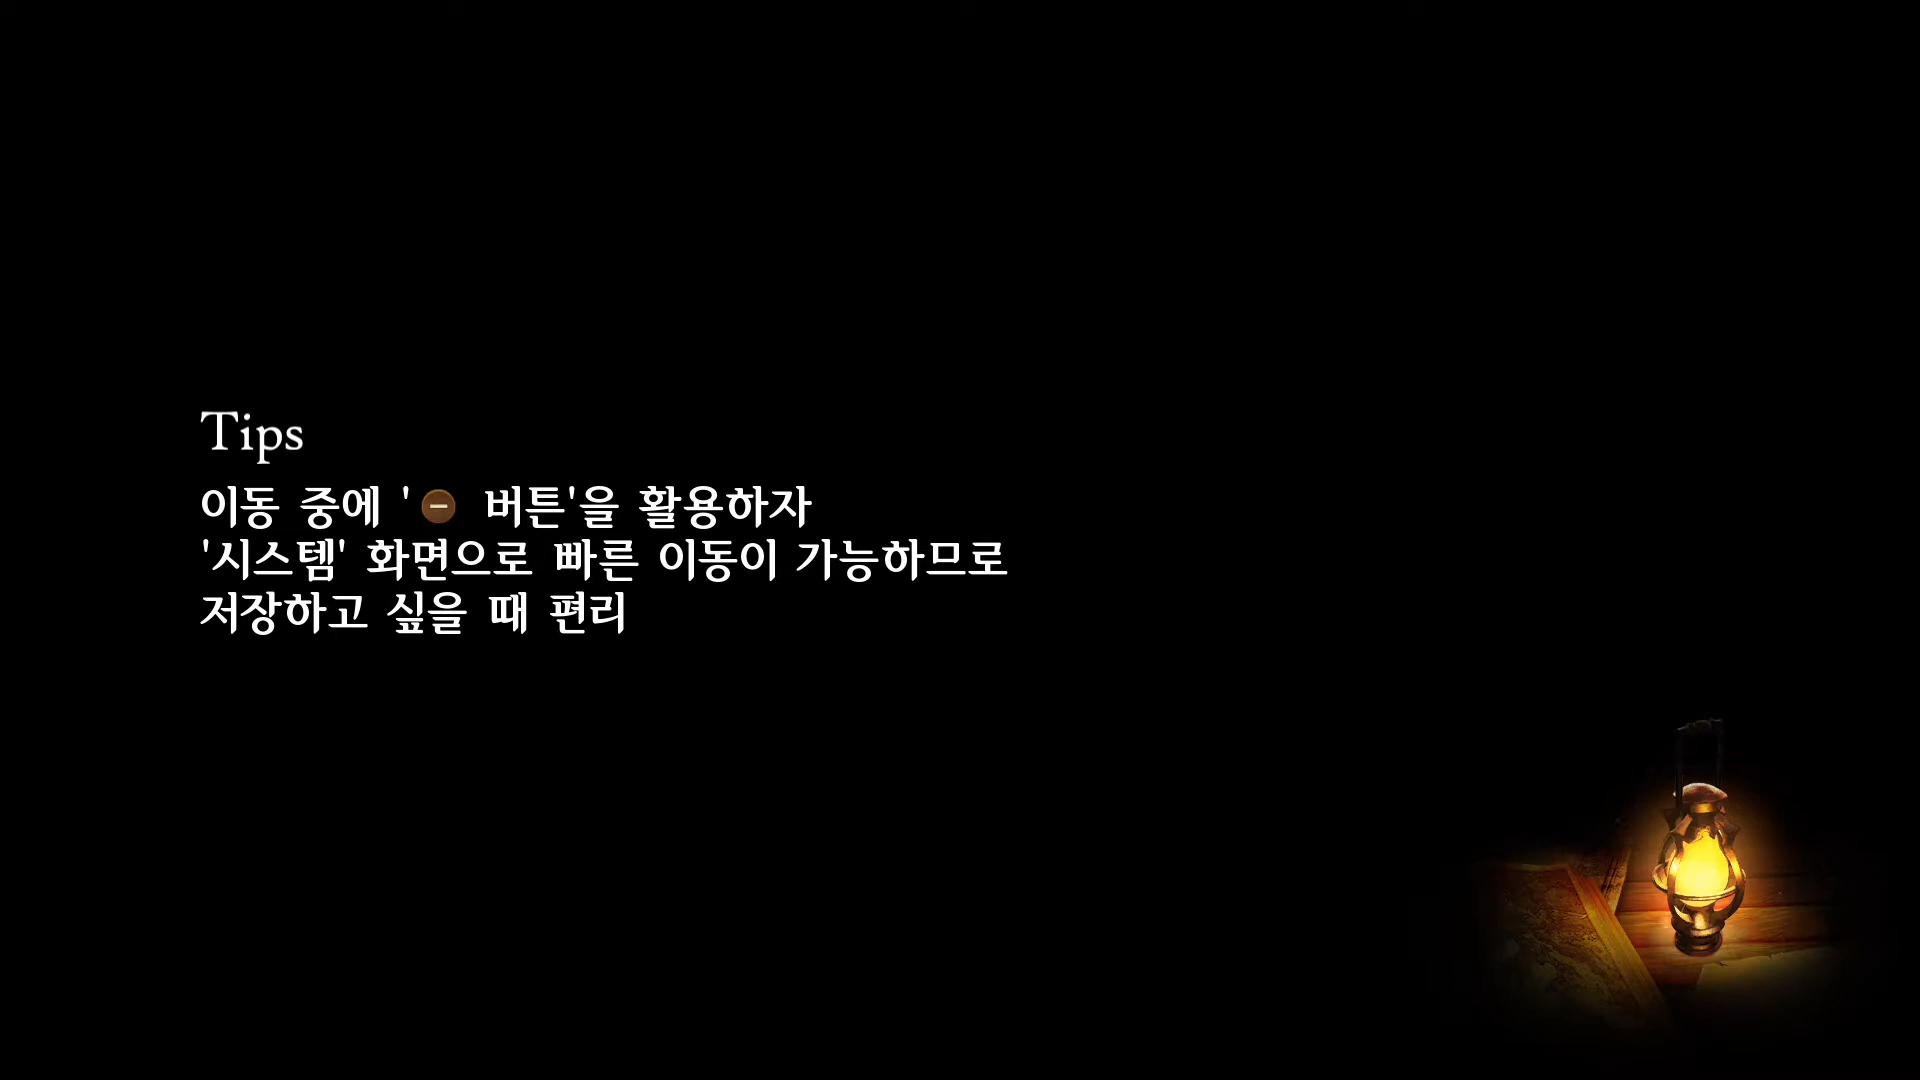 Tips
이동 중에 '⊖ 버튼'을 활용하자
'시스템' 화면으로 빠른 이동이 가능하므로
저장하고 싶을 때 편리